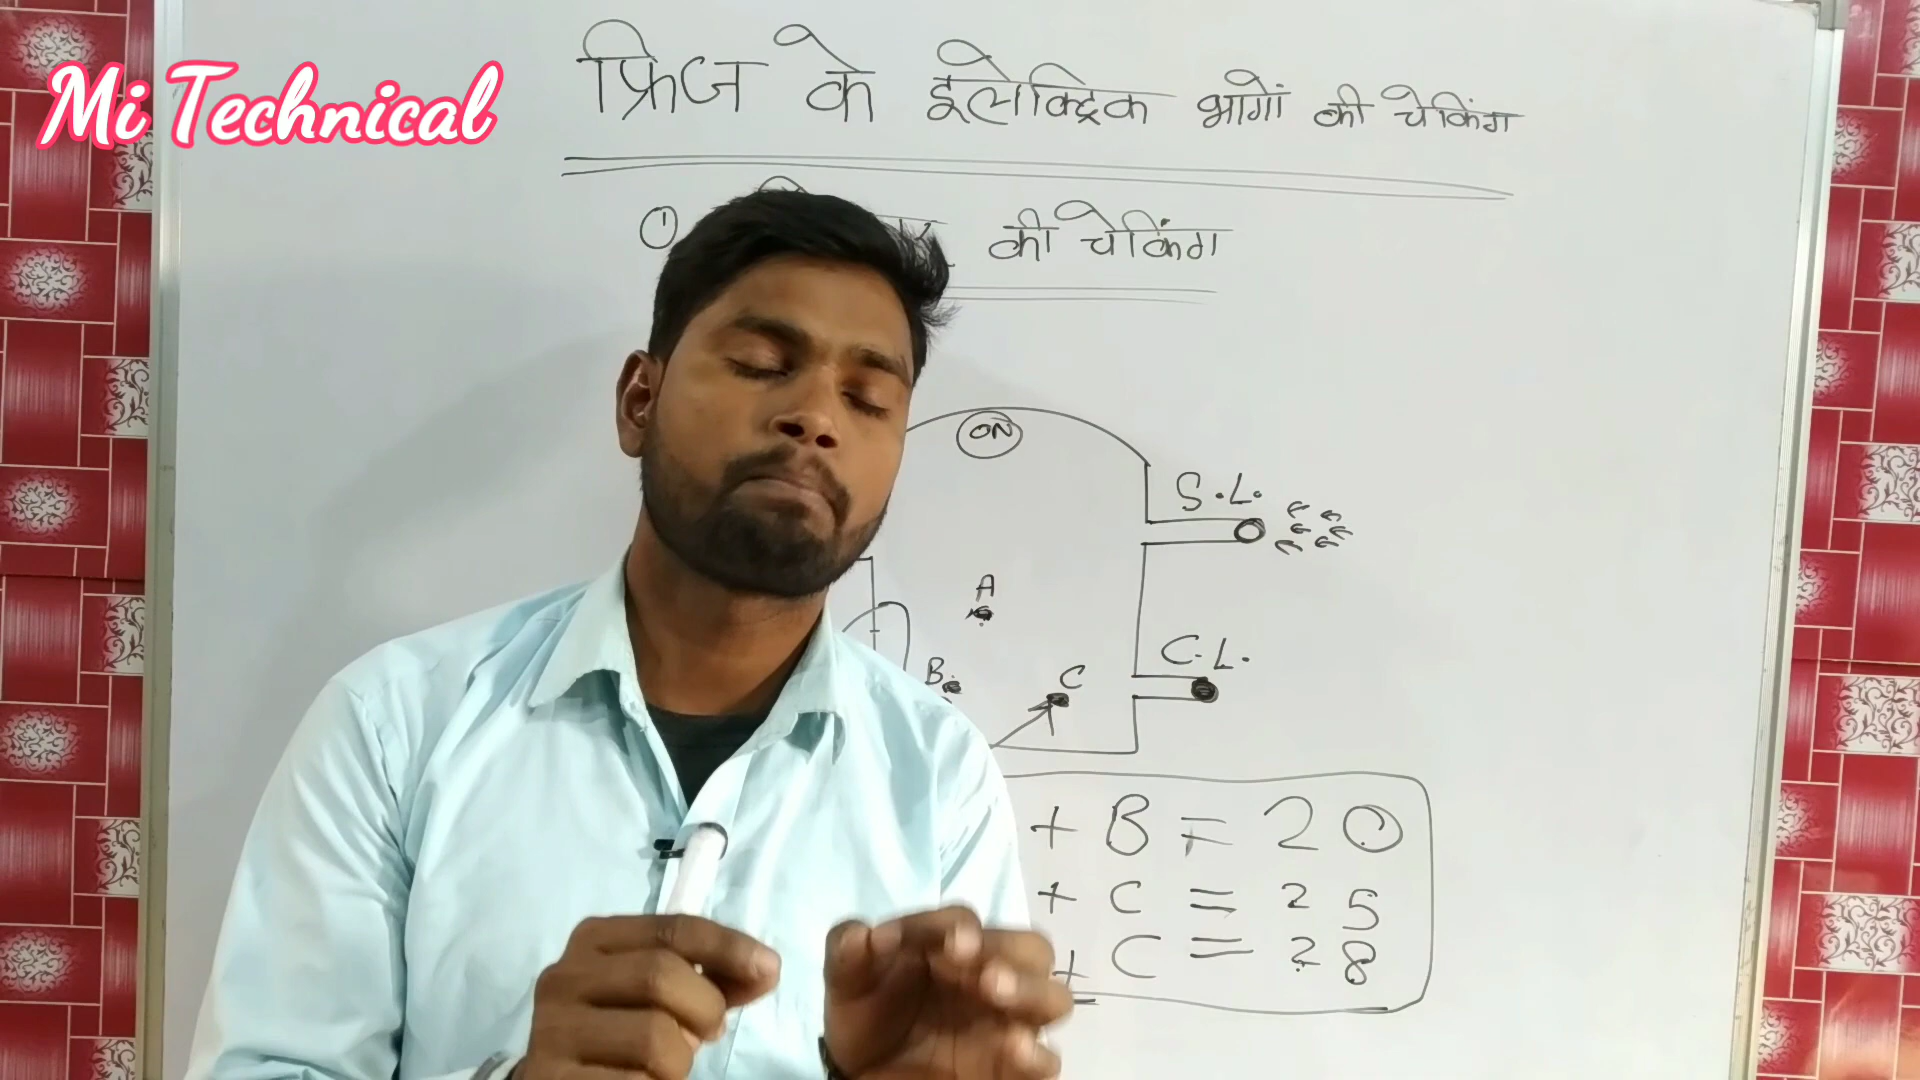 Mi Technical
फ्रिज के इलेक्ट्रिक भागों की चेकिंग
① की चेकिंग
ON
S.L.
A
C.L.
B
C
+ B = 20
+ C = 25
+ C = 28